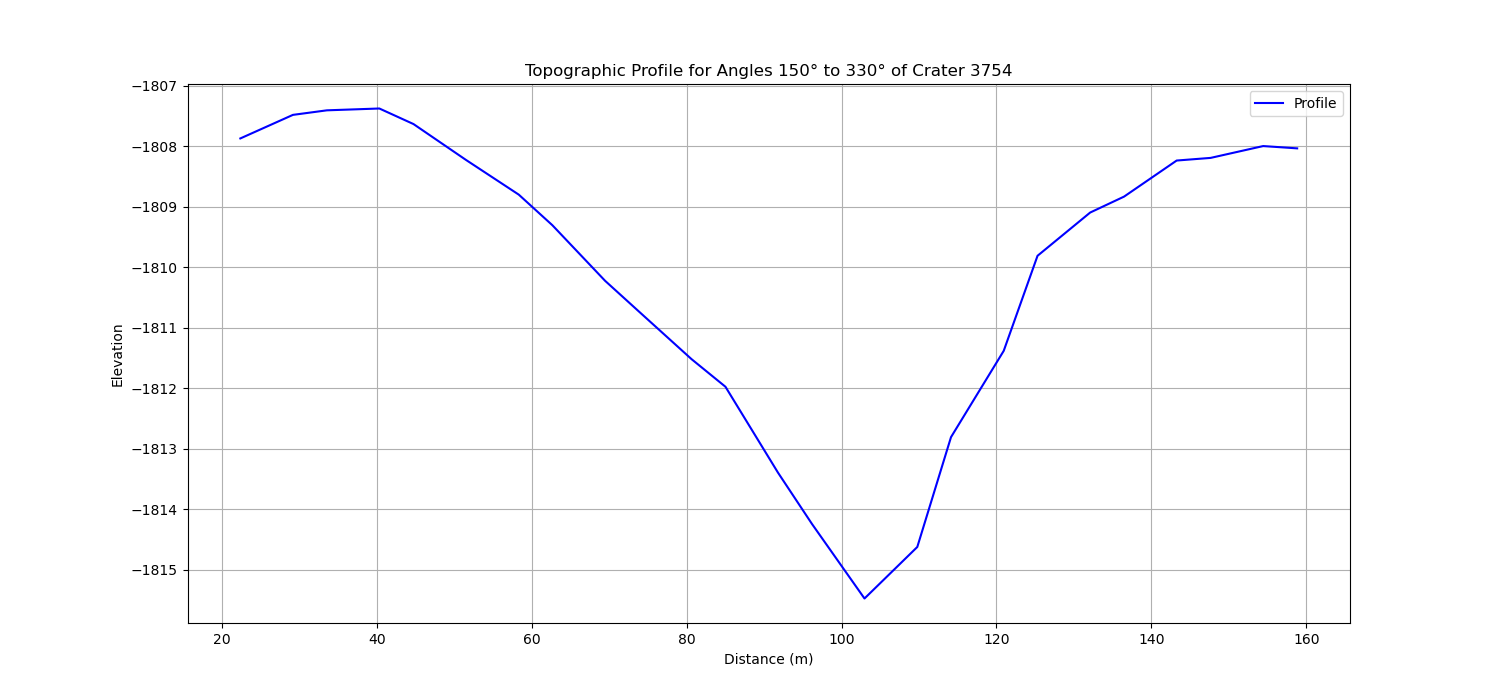 Topographic Profile for Angles 150° to 330° of Crater 3754
Profile
−1807
−1808
−1809
−1810
−1811
−1812
−1813
−1814
−1815
Elevation
20 40 60 80 100 120 140 160
Distance (m)